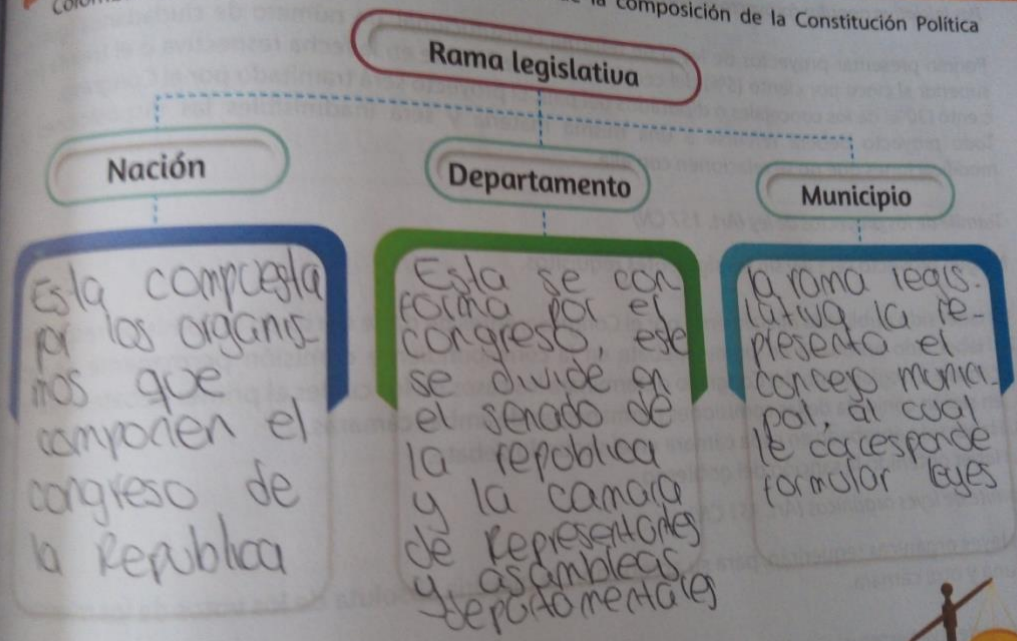 la composición de la Constitución Política
Rama legislativa
Nación
Departamento
Municipio
Esta compuesta
por los organis
mos que
componen el
congreso de
la Republica
Esta se con
forma por el
congreso, este
se divide en
el senado de
la republica
y la camara
de Representantes
y asambleas
departamentales
la rama legis-
lativa la re-
presenta el
concep munici-
pal, al cual
le cacesponde
formular leyes